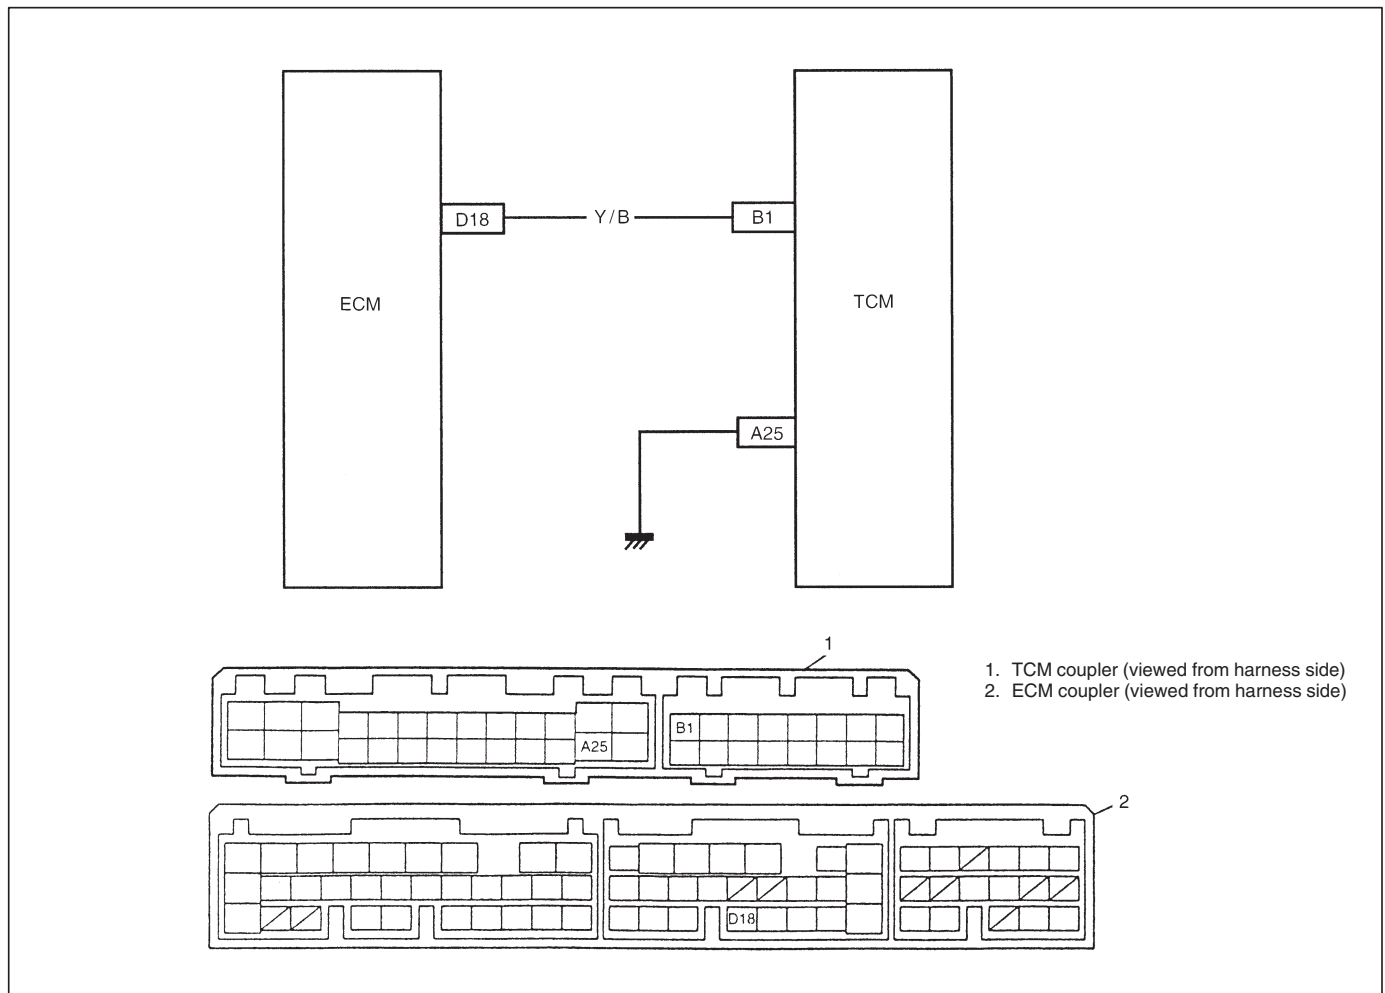 D18
Y/B
B1
ECM
TCM
A25
1
1. TCM coupler (viewed from harness side)
2. ECM coupler (viewed from harness side)
B1
A25
2
D18